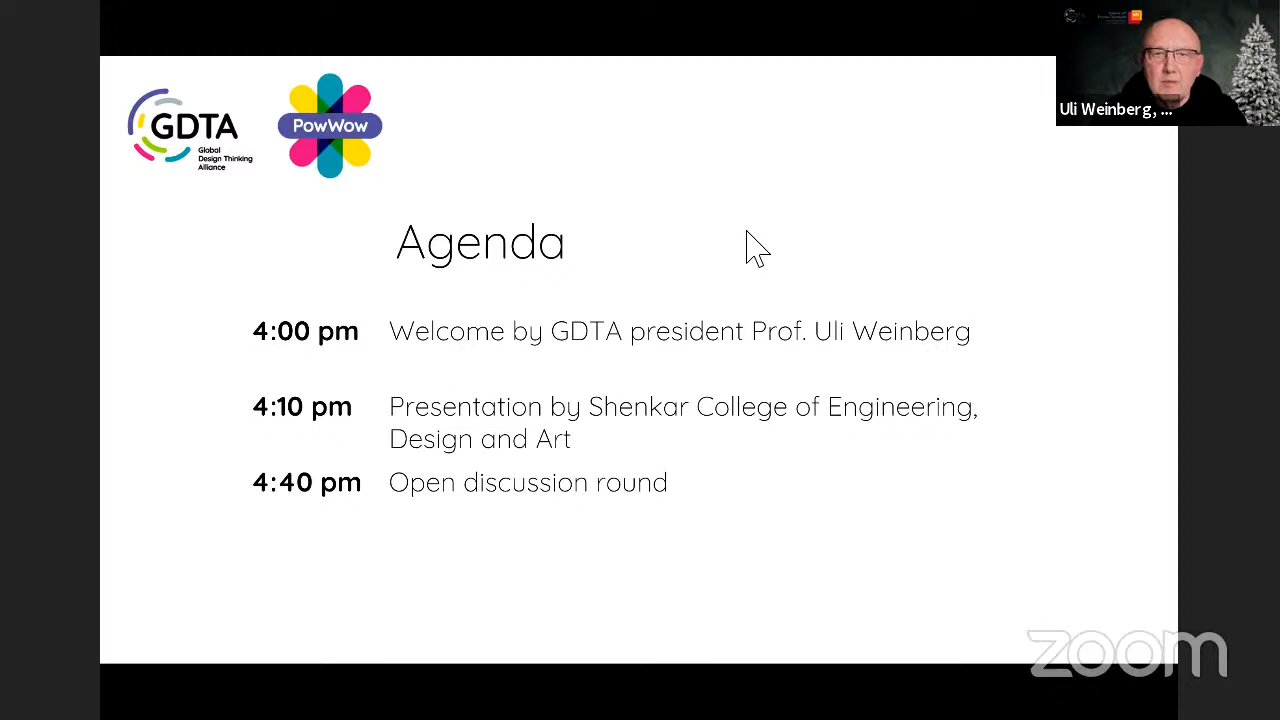 GDTA
Global
Design Thinking
Alliance
PowWow
Uli Weinberg, ...
Agenda
4:00 pm Welcome by GDTA president Prof. Uli Weinberg
4:10 pm Presentation by Shenkar College of Engineering,
Design and Art
4:40 pm Open discussion round
zoom